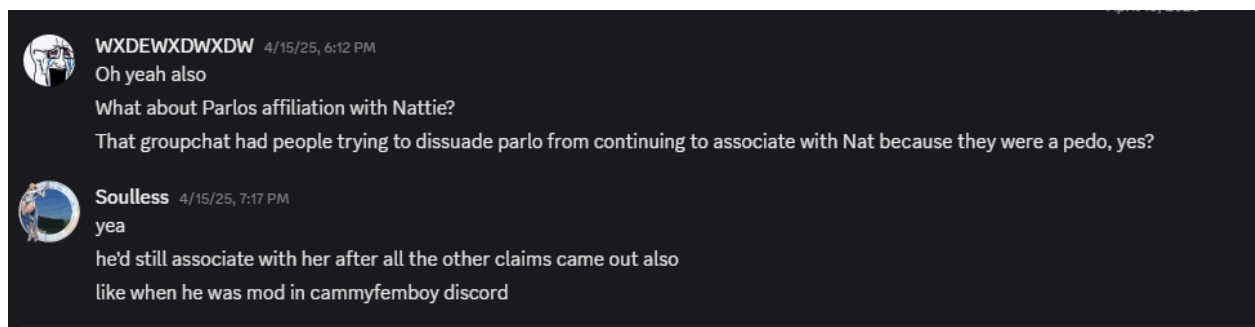 WXDEWXDWXDW 4/15/25, 6:12 PM
Oh yeah also
What about Parlos affiliation with Nattie?
That groupchat had people trying to dissuade parlo from continuing to associate with Nat because they were a pedo, yes?
Soulless 4/15/25, 7:17 PM
yea
he'd still associate with her after all the other claims came out also
like when he was mod in cammyfemboy discord